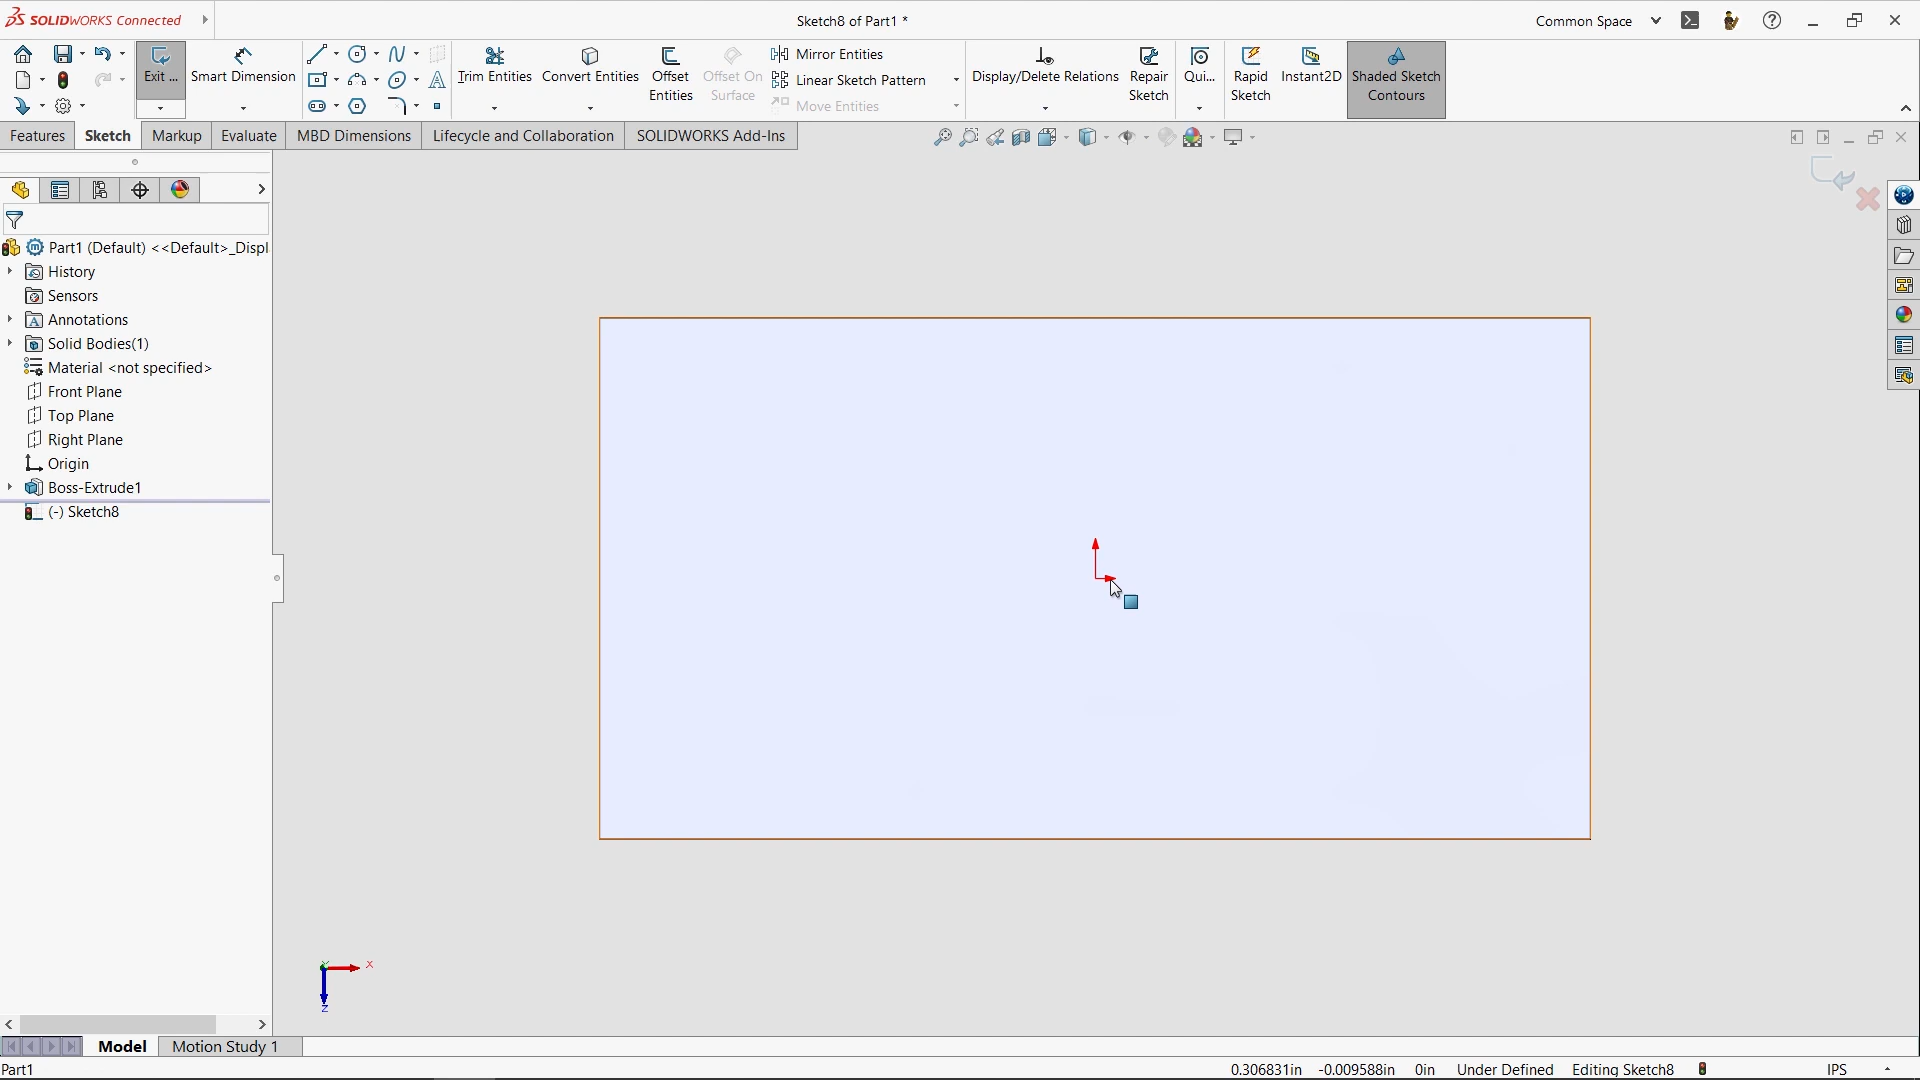 SOLIDWORKS Connected
Sketch8 of Part1 *
Common Space
Exit ...
Smart Dimension
Trim Entities
Convert Entities
Offset Entities
Offset On Surface
Mirror Entities
Linear Sketch Pattern
Move Entities
Display/Delete Relations
Repair Sketch
Qui...
Rapid Sketch
Instant2D
Shaded Sketch Contours
Features
Sketch
Markup
Evaluate
MBD Dimensions
Lifecycle and Collaboration
SOLIDWORKS Add-Ins
Part1 (Default) <<Default>_Displ
History
Sensors
Annotations
Solid Bodies(1)
Material <not specified>
Front Plane
Top Plane
Right Plane
Origin
Boss-Extrude1
(-) Sketch8
Y
X
Z
Model
Motion Study 1
Part1
0.306831in -0.009588in 0in Under Defined Editing Sketch8 IPS